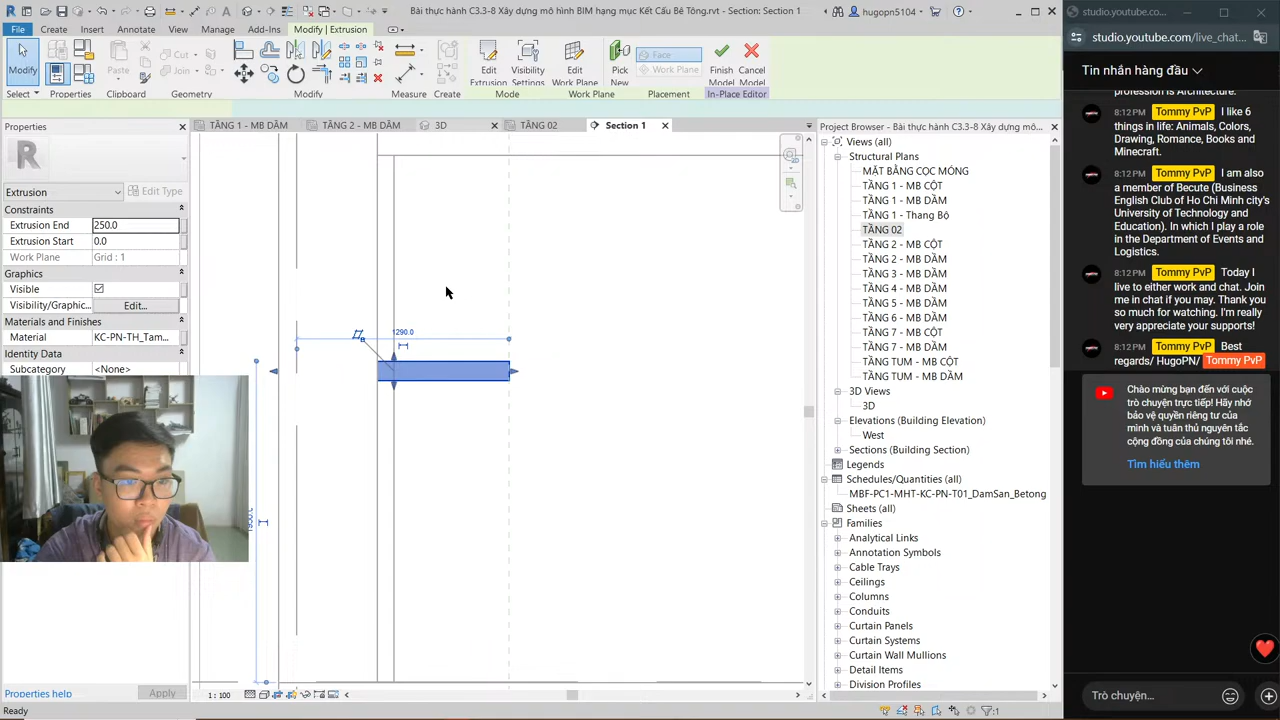 Bài thực hành C3.3-8 Xây dựng mô hình BIM hạng mục Kết Cấu Bê Tông.rvt - Section: Section 1
hugopn5104
File
Create
Insert
Annotate
View
Manage
Add-Ins
Modify | Extrusion
Modify
Paste
Cut
Join
Edit Extrusion
Visibility Settings
Edit Work Plane
Pick New
Face
Work Plane
Finish Model
Cancel Model
Select
Properties
Clipboard
Geometry
Modify
Measure
Create
Mode
Work Plane
Placement
In-Place Editor
Properties
Extrusion
Edit Type
Constraints
Extrusion End 250.0
Extrusion Start 0.0
Work Plane Grid : 1
Graphics
Visible
Visibility/Graphic... Edit...
Materials and Finishes
Material KC-PN-TH_Tam...
Identity Data
Subcategory <None>
Properties help
Apply
Ready
TẦNG 1 - MB DẦM
TẦNG 2 - MB DẦM
3D
TẦNG 02
Section 1
1290.0
1 : 100
:1
Project Browser - Bài thực hành C3.3-8 Xây dựng mô...
Views (all)
Structural Plans
MẶT BẰNG CỌC MÓNG
TẦNG 1 - MB CỘT
TẦNG 1 - MB DẦM
TẦNG 1 - Thang Bộ
TẦNG 02
TẦNG 2 - MB CỘT
TẦNG 2 - MB DẦM
TẦNG 3 - MB DẦM
TẦNG 4 - MB DẦM
TẦNG 5 - MB DẦM
TẦNG 6 - MB DẦM
TẦNG 7 - MB CỘT
TẦNG 7 - MB DẦM
TẦNG TUM - MB CỘT
TẦNG TUM - MB DẦM
3D Views
3D
Elevations (Building Elevation)
West
Sections (Building Section)
Legends
Schedules/Quantities (all)
MBF-PC1-MHT-KC-PN-T01_DamSan_Betong
Sheets (all)
Families
Analytical Links
Annotation Symbols
Cable Trays
Ceilings
Columns
Conduits
Curtain Panels
Curtain Systems
Curtain Wall Mullions
Detail Items
Division Profiles
studio.youtube.co...
studio.youtube.com/live_chat...
Tin nhắn hàng đầu
profession is Architecture.
8:12 PM Tommy PvP I like 6
things in life: Animals, Colors,
Drawing, Romance, Books and
Minecraft.
8:12 PM Tommy PvP I am also
a member of Becute (Business
English Club of Ho Chi Minh city's
University of Technology and
Education). In which I play a role
in the Department of Events and
Logistics.
8:12 PM Tommy PvP Today I
live to either work and chat. Join
me in chat if you may. Thank you
so much for watching. I'm really
very appreciate your supports!
8:12 PM Tommy PvP Best
regards/ HugoPN/ Tommy PvP
Chào mừng bạn đến với cuộc
trò chuyện trực tiếp! Hãy nhớ
bảo vệ quyền riêng tư của
mình và tuân thủ nguyên tắc
cộng đồng của chúng tôi nhé.
Tìm hiểu thêm
Trò chuyện...